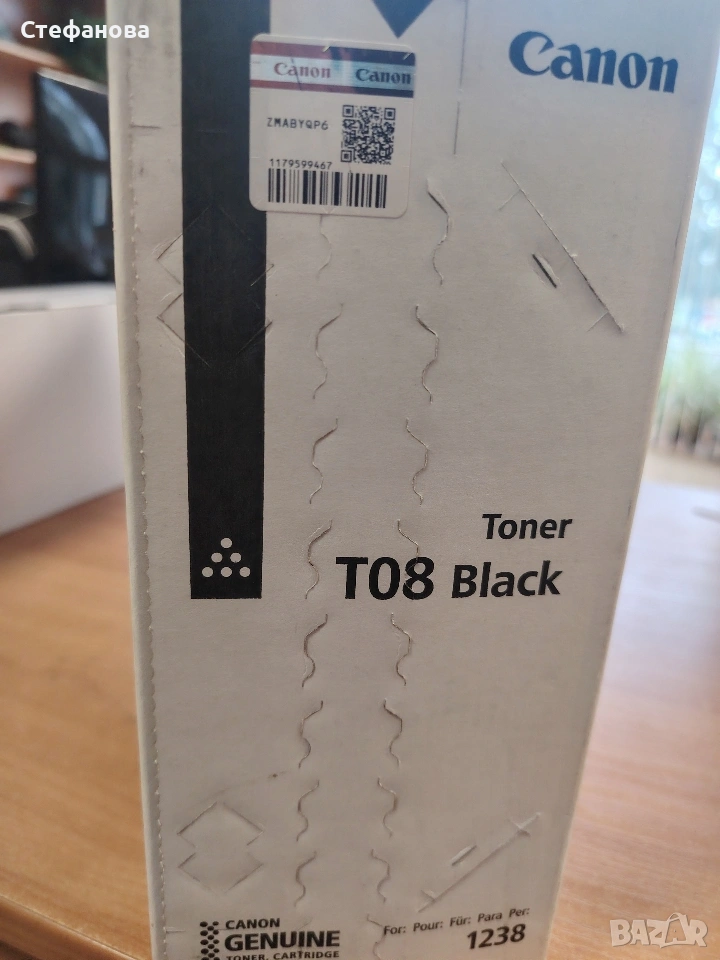 Стефанова
Canon
Canon Canon
ZMABYQP6
1179599467
Toner
T08 Black
CANON
GENUINE
TONER, CARTRIDGE
For: Pour: Für: Para Per:
1238
BAZAR